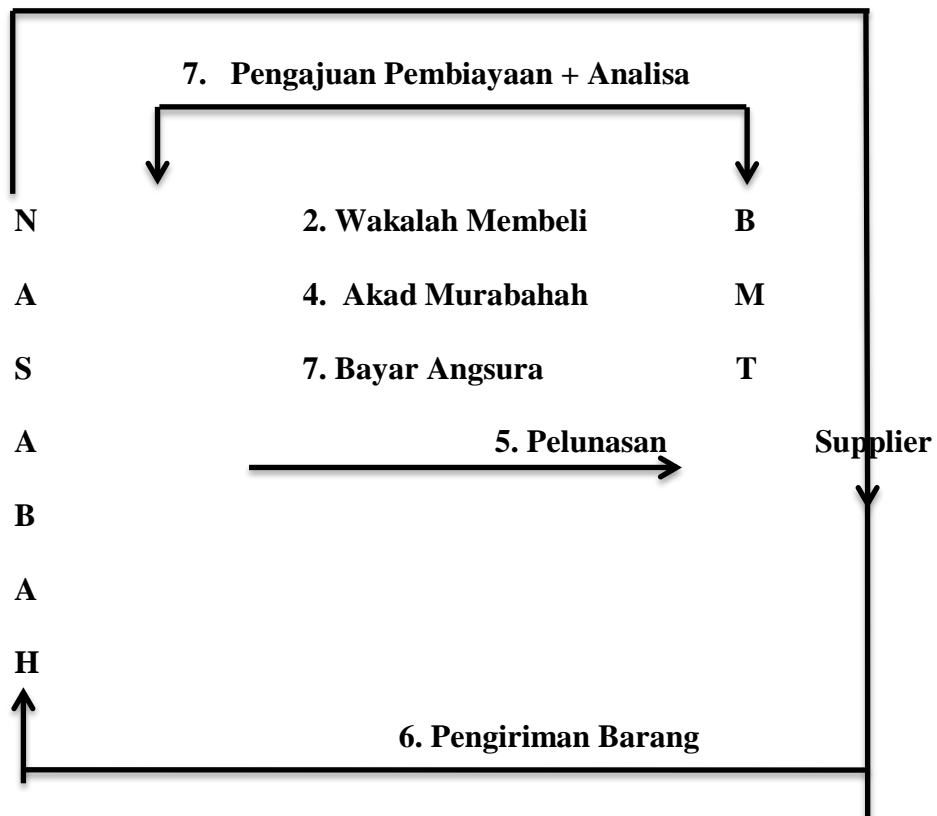 7. Pengajuan Pembiayaan + Analisa
N 2. Wakalah Membeli B
A 4. Akad Murabahah M
S 7. Bayar Angsura T
A 5. Pelunasan Supplier
B
A
H
6. Pengiriman Barang